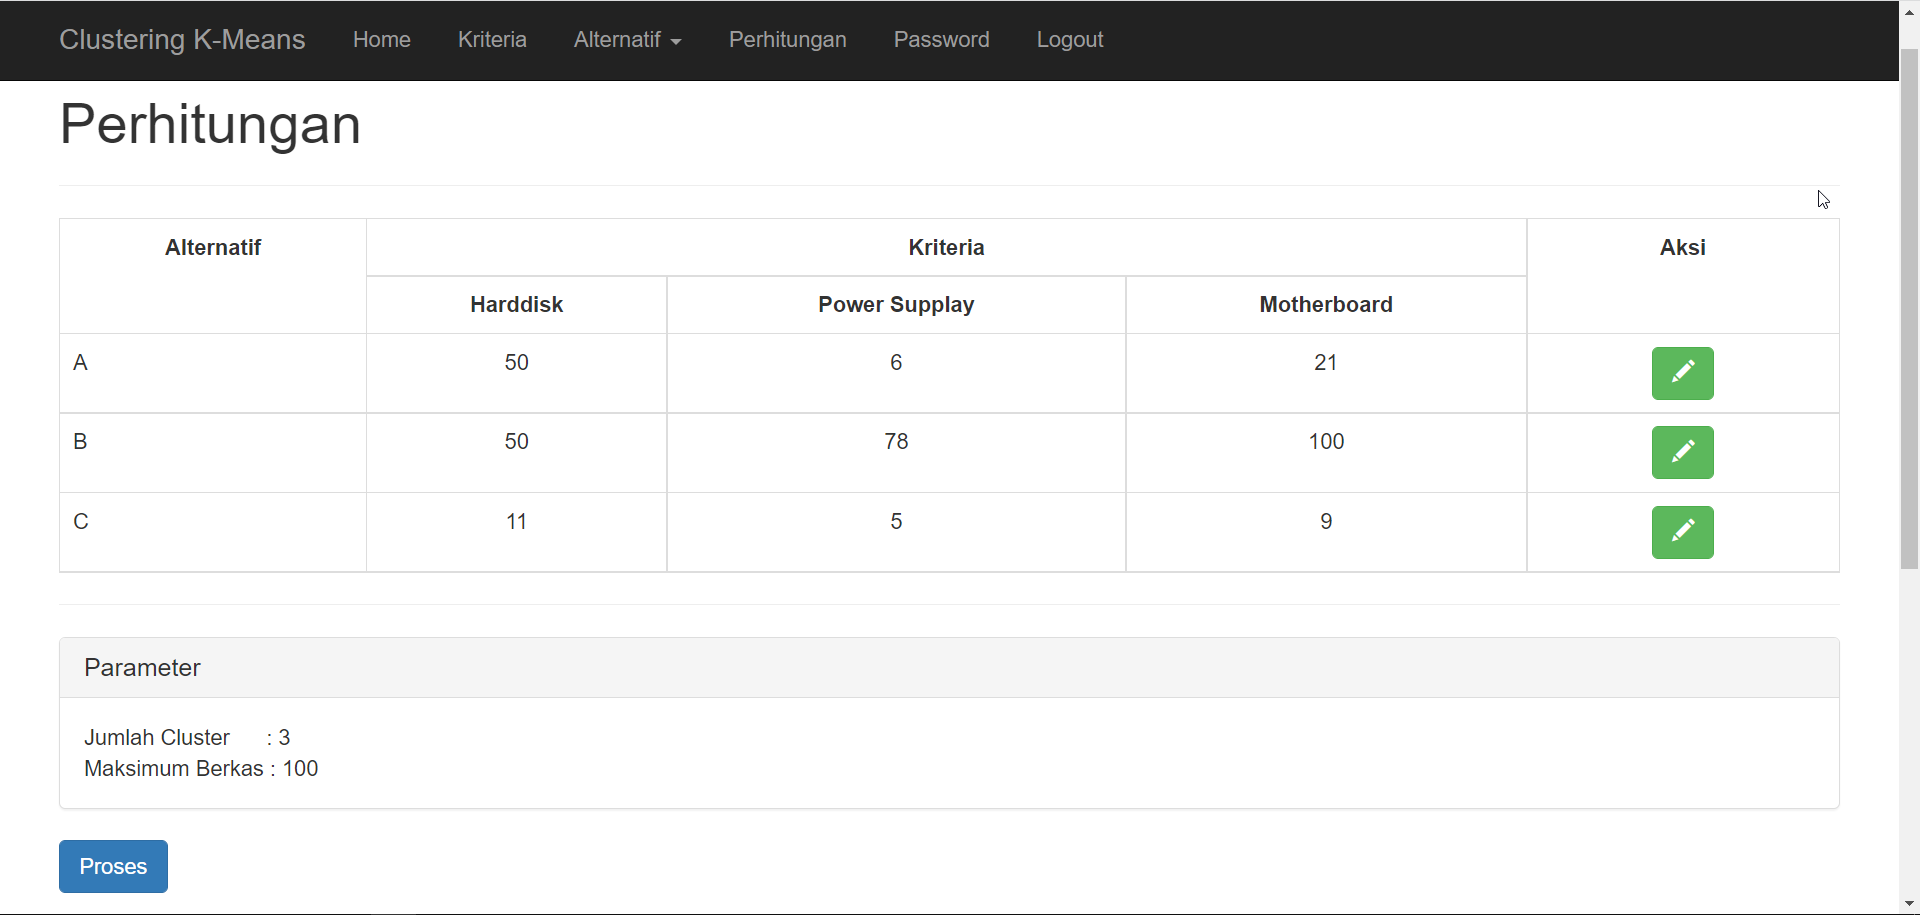 Clustering K-Means Home Kriteria Alternatif Perhitungan Password Logout
Perhitungan
Alternatif Kriteria Aksi
Harddisk Power Supplay Motherboard
A 50 6 21
B 50 78 100
C 11 5 9
Parameter
Jumlah Cluster : 3
Maksimum Berkas : 100
Proses